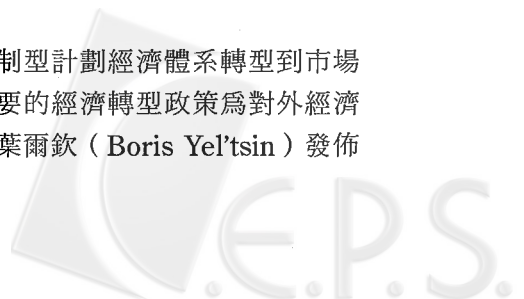 制型計劃經濟體系轉型到市場
要的經濟轉型政策為對外經濟
葉爾欽（Boris Yel'tsin）發佈
C.E.P.S.